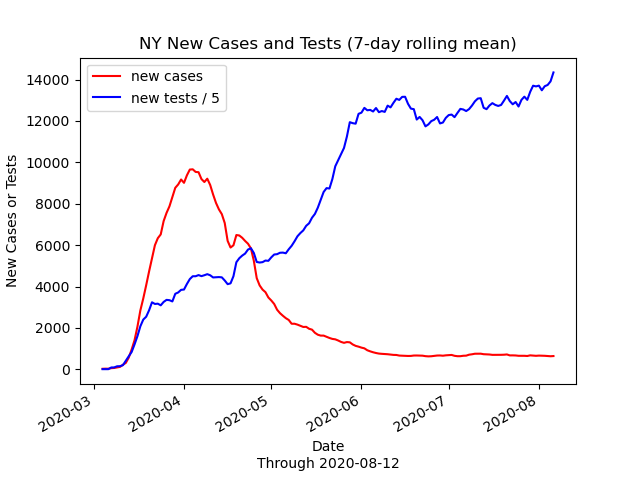 NY New Cases and Tests (7-day rolling mean)
new cases
new tests / 5
14000
12000
10000
8000
6000
4000
2000
0
New Cases or Tests
2020-03
2020-04
2020-05
2020-06
2020-07
2020-08
Date
Through 2020-08-12